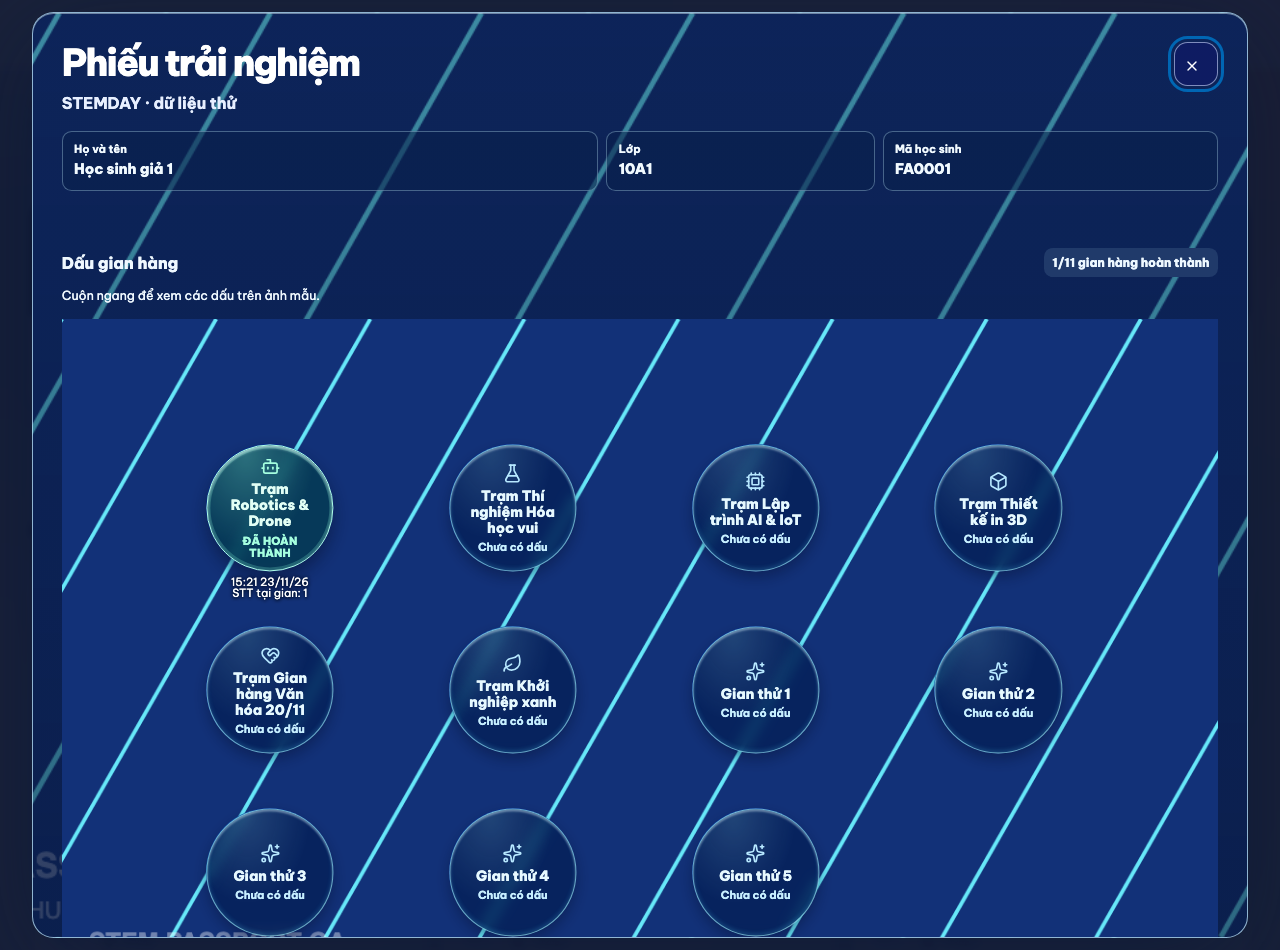 Phiếu trải nghiệm
STEMDAY · dữ liệu thử
Họ và tên
Học sinh giả 1
Lớp
10A1
Mã học sinh
FA0001
Dấu gian hàng
1/11 gian hàng hoàn thành
Cuộn ngang để xem các dấu trên ảnh mẫu.
Trạm
Robotics &
Drone
ĐÃ HOÀN
THÀNH
15:21 23/11/26
STT tại gian: 1
Trạm Thí
nghiệm Hóa
học vui
Chưa có dấu
Trạm Lập
trình AI & IoT
Chưa có dấu
Trạm Thiết
kế in 3D
Chưa có dấu
Trạm Gian
hàng Văn
hóa 20/11
Chưa có dấu
Trạm Khởi
nghiệp xanh
Chưa có dấu
Gian thử 1
Chưa có dấu
Gian thử 2
Chưa có dấu
Gian thử 3
Chưa có dấu
Gian thử 4
Chưa có dấu
Gian thử 5
Chưa có dấu